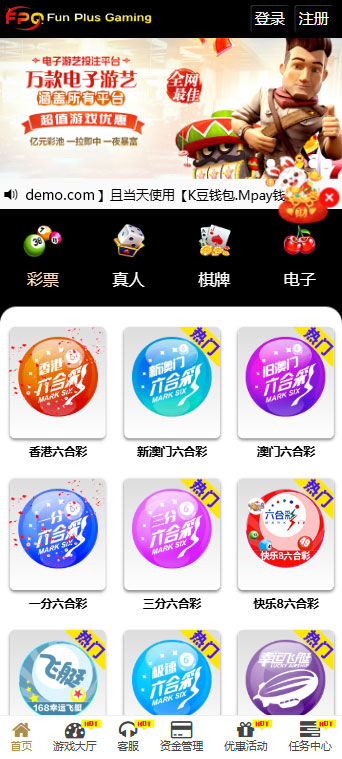 FPG Fun Plus Gaming
登录 注册
电子游艺投注平台
万款电子游艺
涵盖所有平台
全网
最佳
超值游戏优惠
亿元彩池 一拉即中 一夜暴富
demo.com 】且当天使用【K豆钱包.Mpay钱
彩票 真人 棋牌 电子
香港
六合彩
MARK SIX
热门
新澳门
六合彩
MARK SIX
热门
旧澳门
六合彩
MARK SIX
香港六合彩 新澳门六合彩 澳门六合彩
一分
六合彩
MARK SIX
三分
六合彩
MARK SIX
热门
六合彩
快乐8六合彩
一分六合彩 三分六合彩 快乐8六合彩
热门
飞艇
168幸运飞艇
热门
极速
六合彩
热门
幸运飞艇
HOT HOT HOT HOT
首页 游戏大厅 客服 资金管理 优惠活动 任务中心